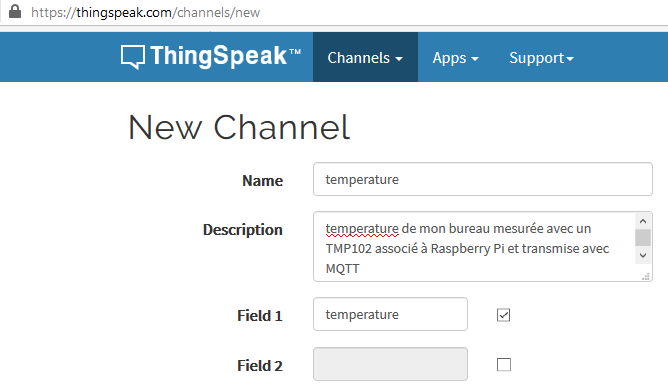 https://thingspeak.com/channels/new
ThingSpeak™ Channels Apps Support
New Channel
Name temperature
Description temperature de mon bureau mesurée avec un
TMP102 associé à Raspberry Pi et transmise avec
MQTT
Field 1 temperature
Field 2